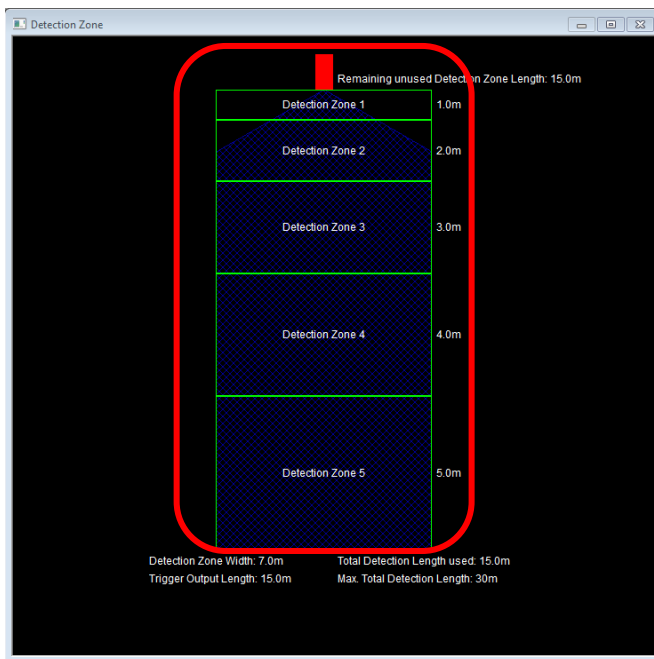 Detection Zone
Remaining unused Detection Zone Length: 15.0m
Detection Zone 1 1.0m
Detection Zone 2 2.0m
Detection Zone 3 3.0m
Detection Zone 4 4.0m
Detection Zone 5 5.0m
Detection Zone Width: 7.0m Total Detection Length used: 15.0m
Trigger Output Length: 15.0m Max. Total Detection Length: 30m